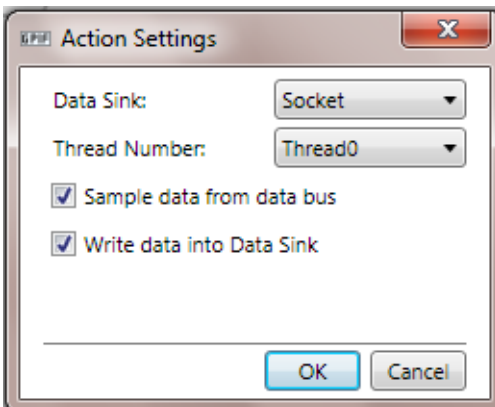 GPIF Action Settings
Data Sink: Socket
Thread Number: Thread0
Sample data from data bus
Write data into Data Sink
OK Cancel